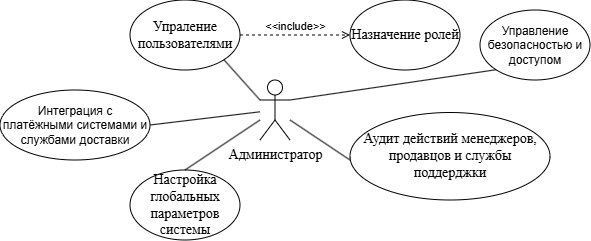 Упраление
пользователями
<<include>>
Назначение ролей
Управление
безопасностью и
доступом
Интеграция с
платёжными системами и
службами доставки
Администратор
Аудит действий менеджеров,
продавцов и службы
поддерджки
Настройка
глобальных
параметров
системы